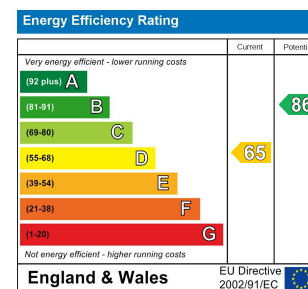 Energy Efficiency Rating
Current Potenti
Very energy efficient - lower running costs
(92 plus) A
(81-91) B 86
(69-80) C
(55-68) D 65
(39-54) E
(21-38) F
(1-20) G
Not energy efficient - higher running costs
England & Wales
EU Directive
2002/91/EC